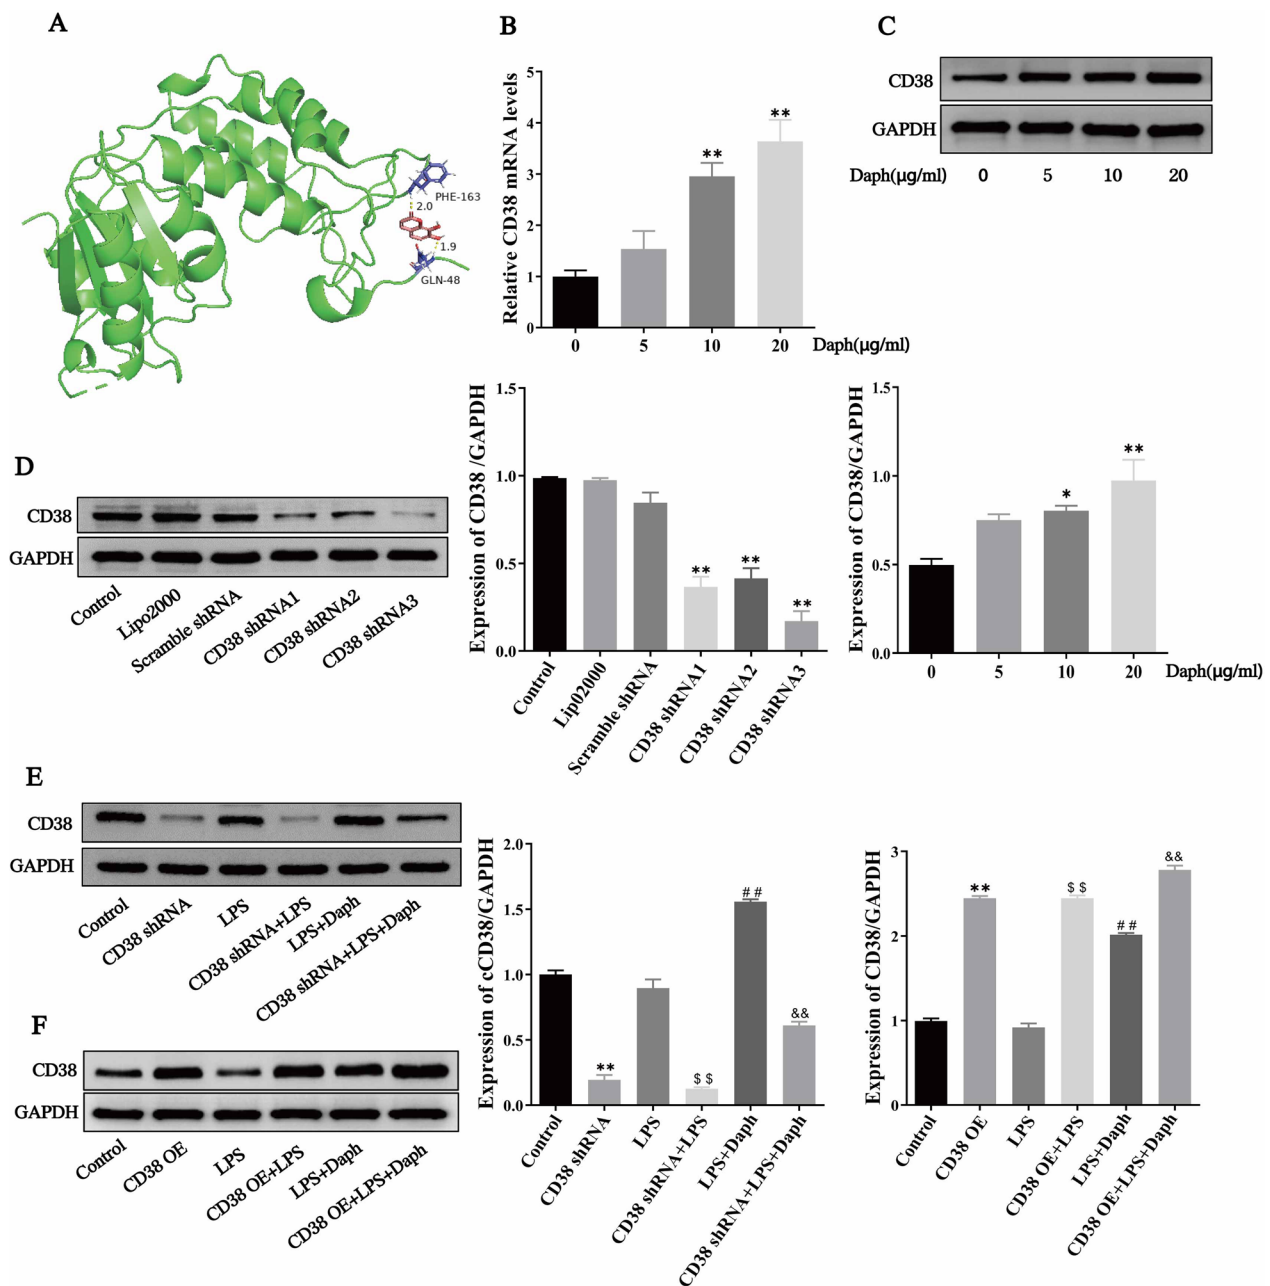 A
PHE-163
2.0
1.9
GLN-48
B
Relative CD38 mRNA levels
5
4
3
2
1
0
0 5 10 20 Daph(μg/ml)
**
**
C
CD38
GAPDH
Daph(μg/ml) 0 5 10 20
Expression of CD38/GAPDH
1.5
1.0
0.5
0.0
*
**
0 5 10 20 Daph(μg/ml)
D
CD38
GAPDH
Control
Lipo2000
Scramble shRNA
CD38 shRNA1
CD38 shRNA2
CD38 shRNA3
Expression of CD38 /GAPDH
1.5
1.0
0.5
0.0
**
**
**
Control
Lip02000
Scramble shRNA
CD38 shRNA1
CD38 shRNA2
CD38 shRNA3
E
CD38
GAPDH
Control
CD38 shRNA
LPS
CD38 shRNA+LPS
LPS+Daph
CD38 shRNA+LPS+Daph
Expression of cCD38/GAPDH
2.0
1.5
1.0
0.5
0.0
**
$ $
# #
&&
Control
CD38 shRNA
LPS
CD38 shRNA+LPS
LPS+Daph
CD38 shRNA+LPS+Daph
F
CD38
GAPDH
Control
CD38 OE
LPS
CD38 OE+LPS
LPS+Daph
CD38 OE+LPS+Daph
Expression of CD38/GAPDH
3
2
1
0
**
$ $
# #
&&
Control
CD38 OE
LPS
CD38 OE+LPS
LPS+Daph
CD38 OE+LPS+Daph